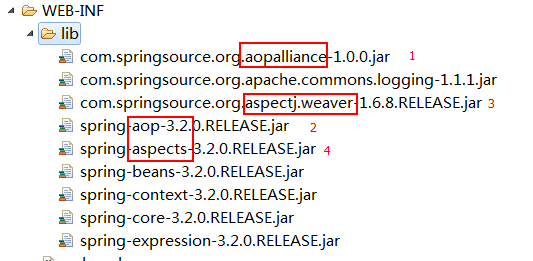 WEB-INF
lib
com.springsource.org.aopalliance-1.0.0.jar 1
com.springsource.org.apache.commons.logging-1.1.1.jar
com.springsource.org.aspectj.weaver-1.6.8.RELEASE.jar 3
spring-aop-3.2.0.RELEASE.jar 2
spring-aspects-3.2.0.RELEASE.jar 4
spring-beans-3.2.0.RELEASE.jar
spring-context-3.2.0.RELEASE.jar
spring-core-3.2.0.RELEASE.jar
spring-expression-3.2.0.RELEASE.jar